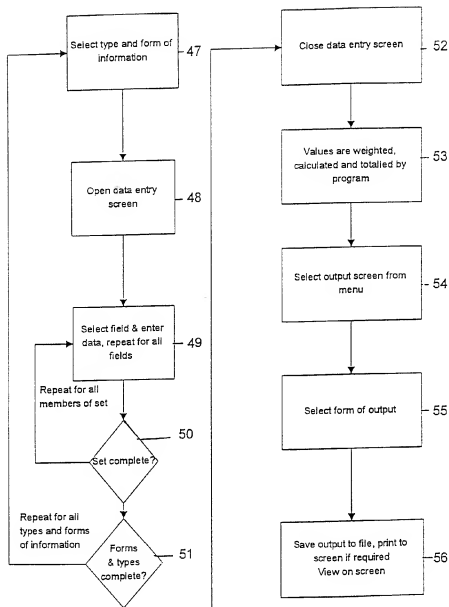 Select type and form of
information
47
Open data entry
screen
48
Select field & enter
data, repeat for all
fields
49
Repeat for all
members of set
50
Set complete?
Repeat for all
types and forms
of information
Forms
& types
complete?
51
Close data entry screen
52
Values are weighted,
calculated and totalled by
program
53
Select output screen from
menu
54
Select form of output
55
Save output to file, print to
screen if required
View on screen
56